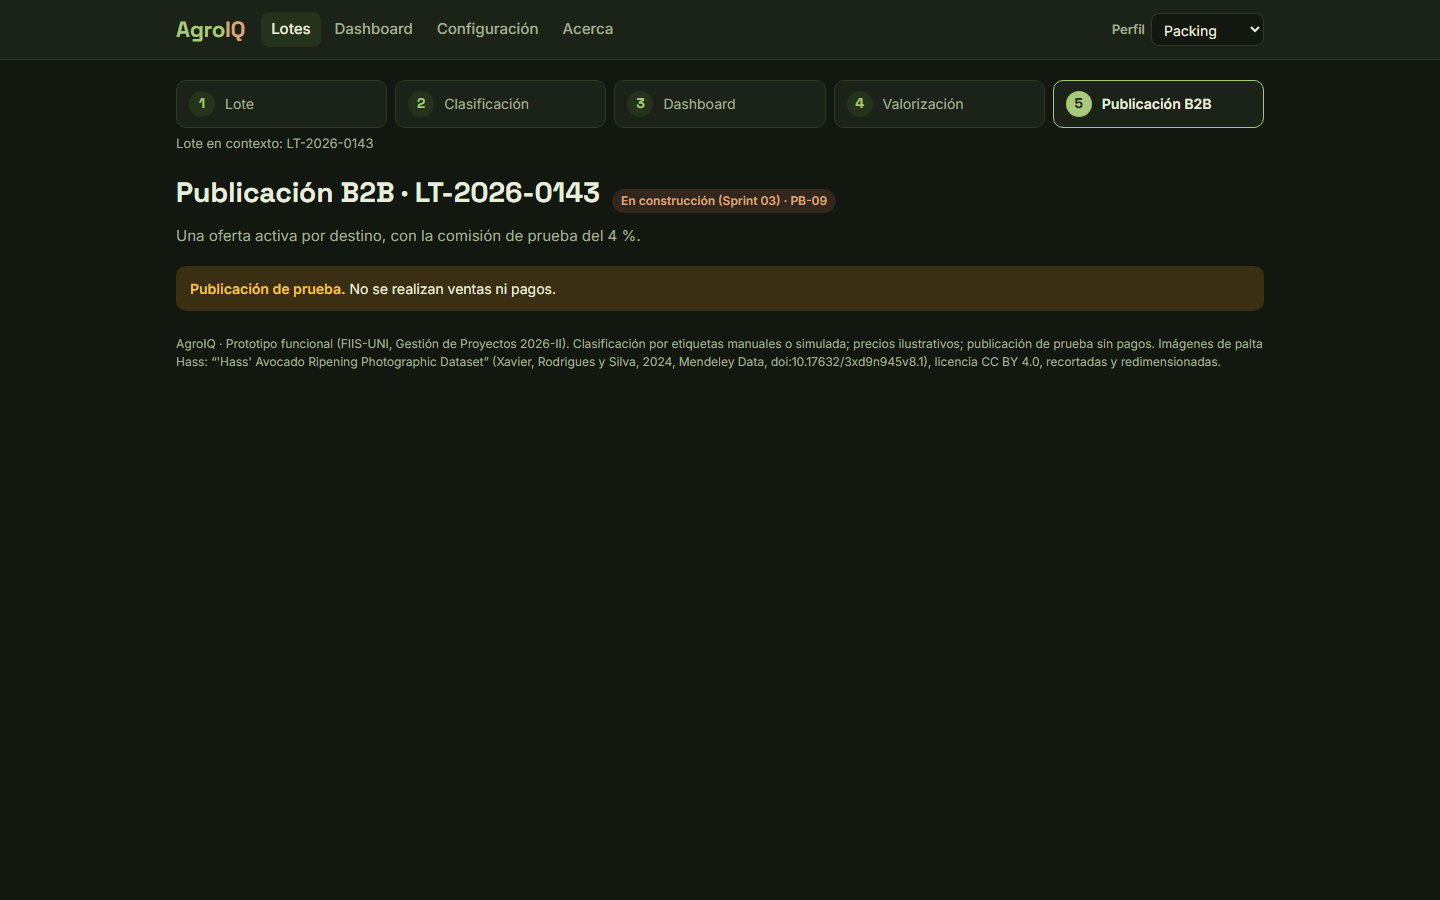 AgroIQ Lotes Dashboard Configuración Acerca Perfil Packing
1 Lote 2 Clasificación 3 Dashboard 4 Valorización 5 Publicación B2B
Lote en contexto: LT-2026-0143
Publicación B2B · LT-2026-0143 En construcción (Sprint 03) · PB-09
Una oferta activa por destino, con la comisión de prueba del 4 %.
Publicación de prueba. No se realizan ventas ni pagos.
AgroIQ · Prototipo funcional (FIIS-UNI, Gestión de Proyectos 2026-II). Clasificación por etiquetas manuales o simulada; precios ilustrativos; publicación de prueba sin pagos. Imágenes de palta
Hass: “'Hass' Avocado Ripening Photographic Dataset” (Xavier, Rodrigues y Silva, 2024, Mendeley Data, doi:10.17632/3xd9n945v8.1), licencia CC BY 4.0, recortadas y redimensionadas.